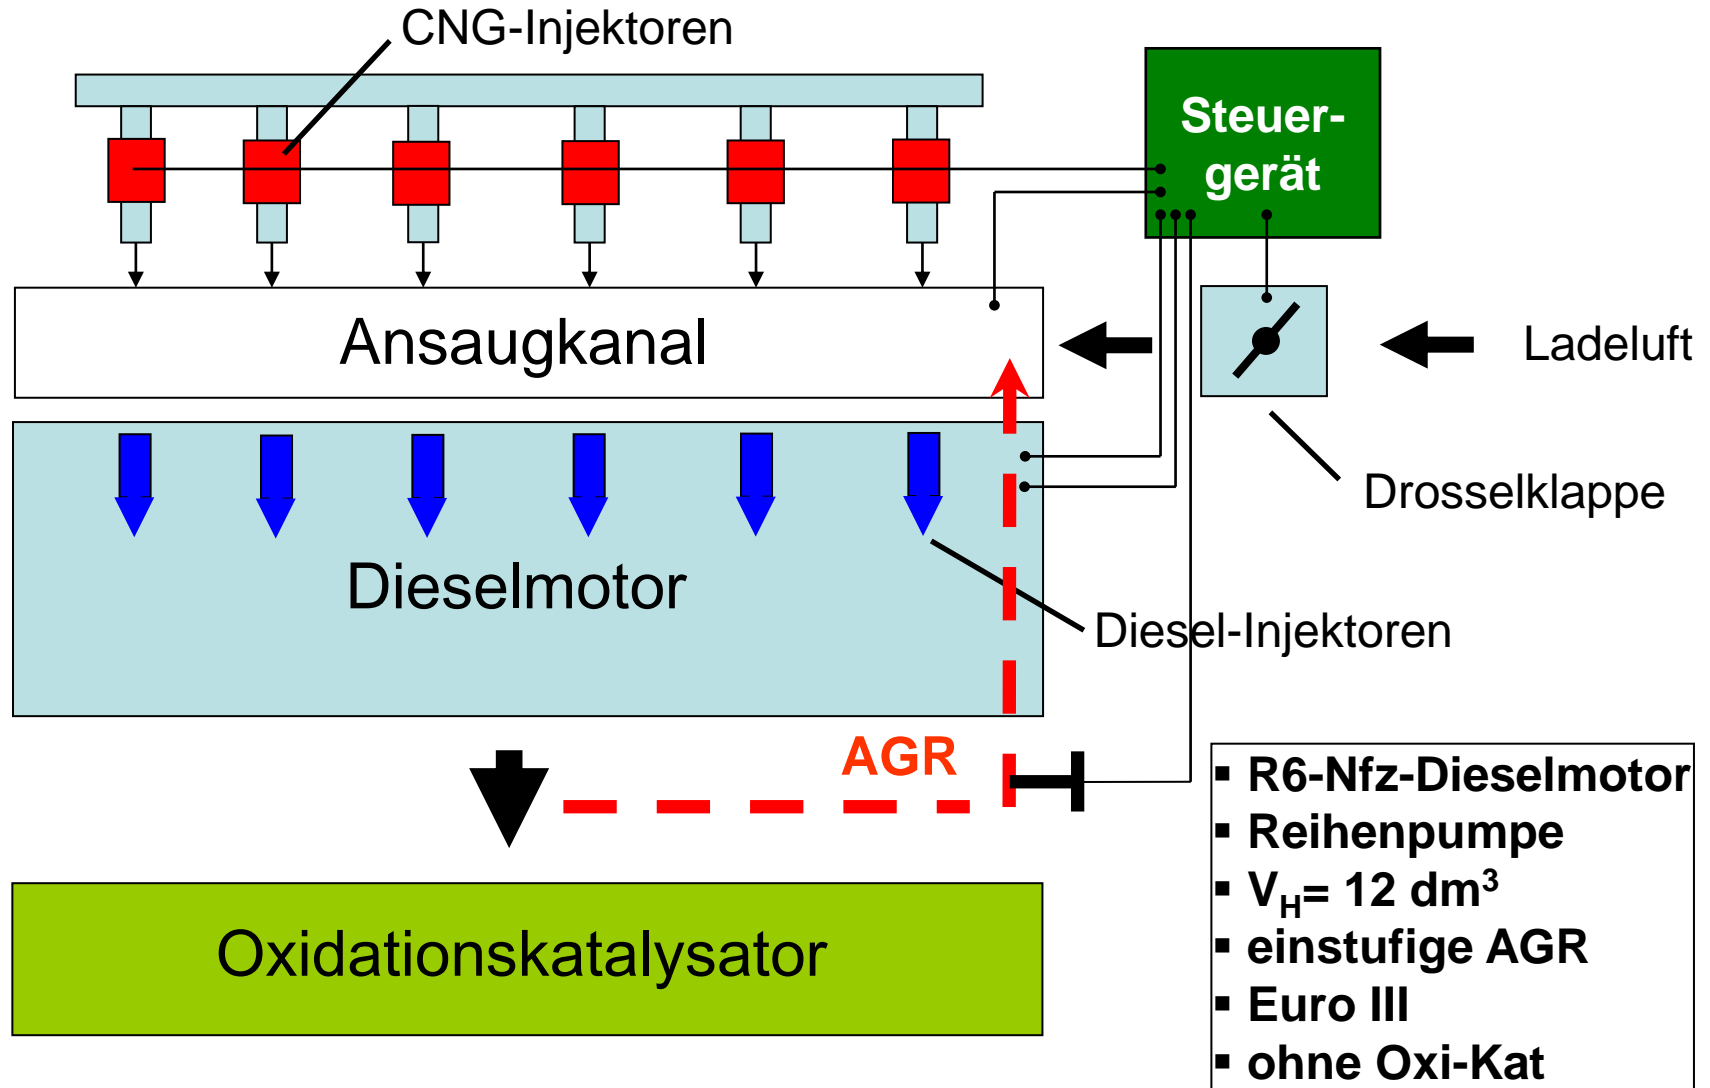 CNG-Injektoren
Steuer-
gerät
Ansaugkanal
Ladeluft
Drosselklappe
Dieselmotor
Diesel-Injektoren
AGR
▪ R6-Nfz-Dieselmotor
▪ Reihenpumpe
▪ V_H= 12 dm³
▪ einstufige AGR
▪ Euro III
▪ ohne Oxi-Kat
Oxidationskatalysator